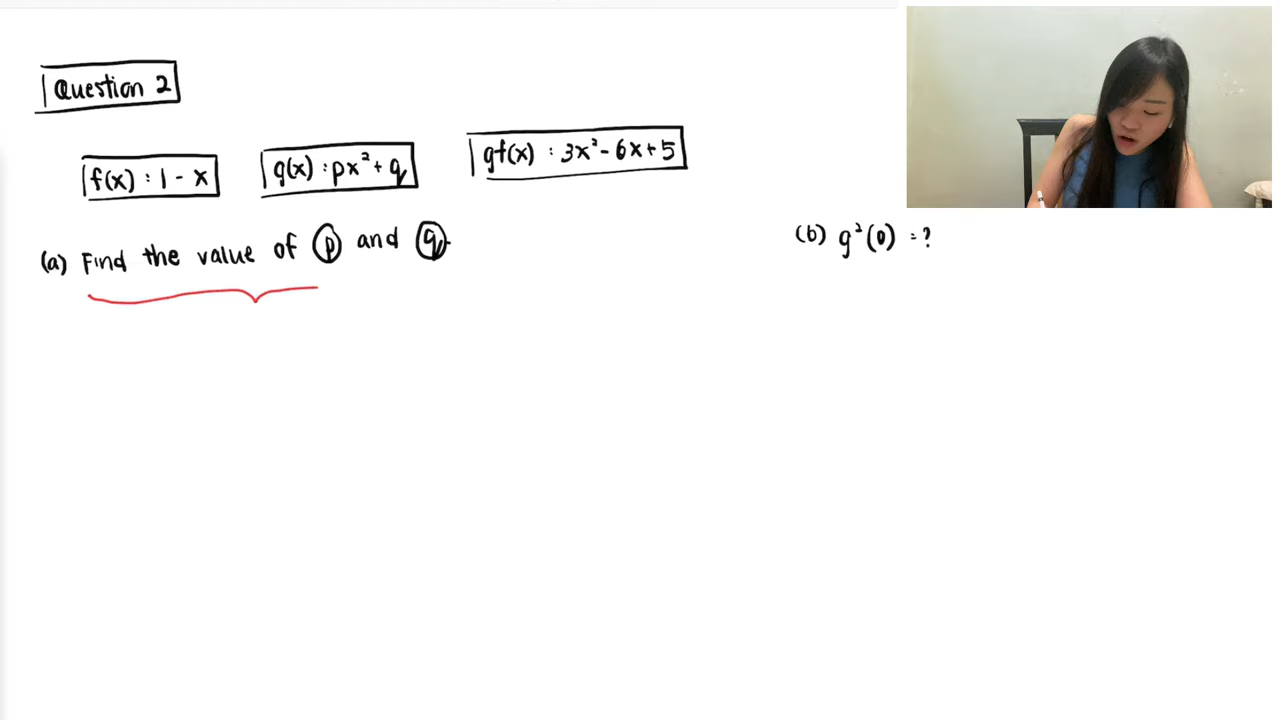 Question 2
f(x) : 1 - x g(x) : px² + q gf(x) : 3x² - 6x + 5
(a) Find the value of p and q.
(b) g²(0) = ?